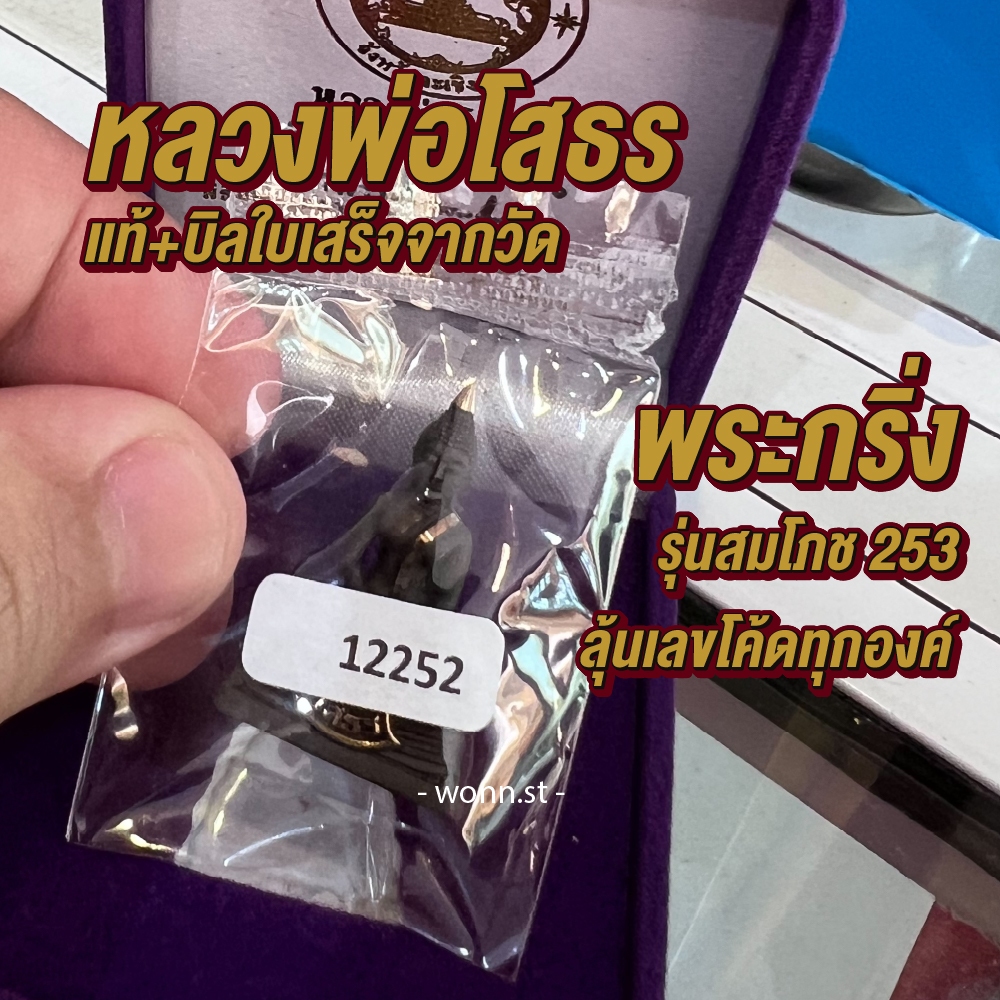 หลวงพ่อโสธร
แท้+บิลใบเสร็จจากวัด
พระกริ่ง
รุ่นสมโภช 253
ลุ้นเลขโค้ดทุกองค์
12252
- wonn.st -